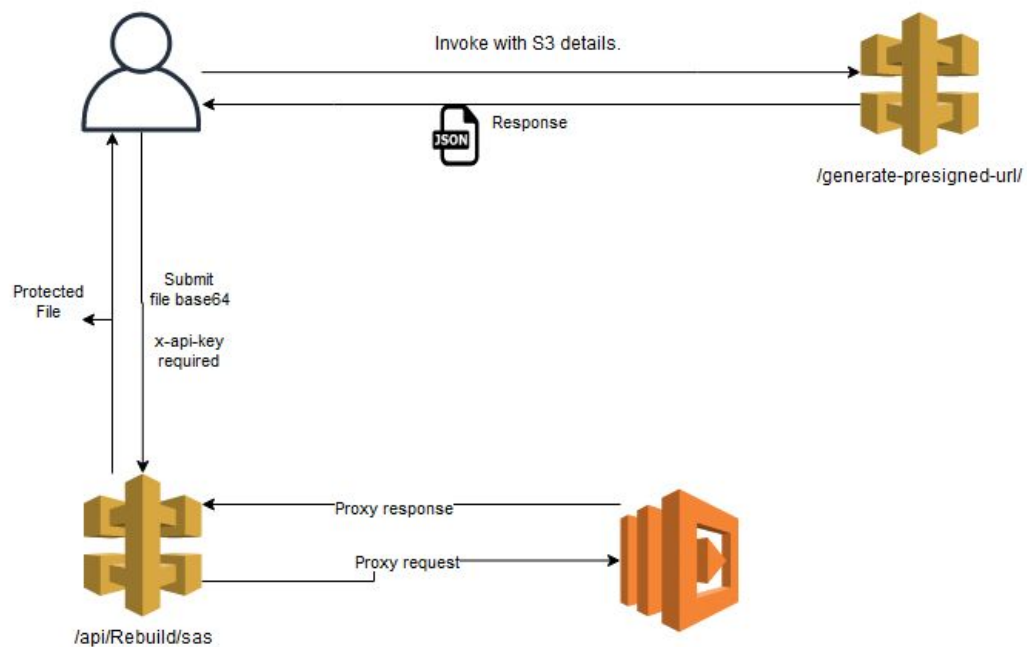 Invoke with S3 details.
JSON
Response
/generate-presigned-url/
Protected
File
Submit
file base64
x-api-key
required
Proxy response
Proxy request
/api/Rebuild/sas